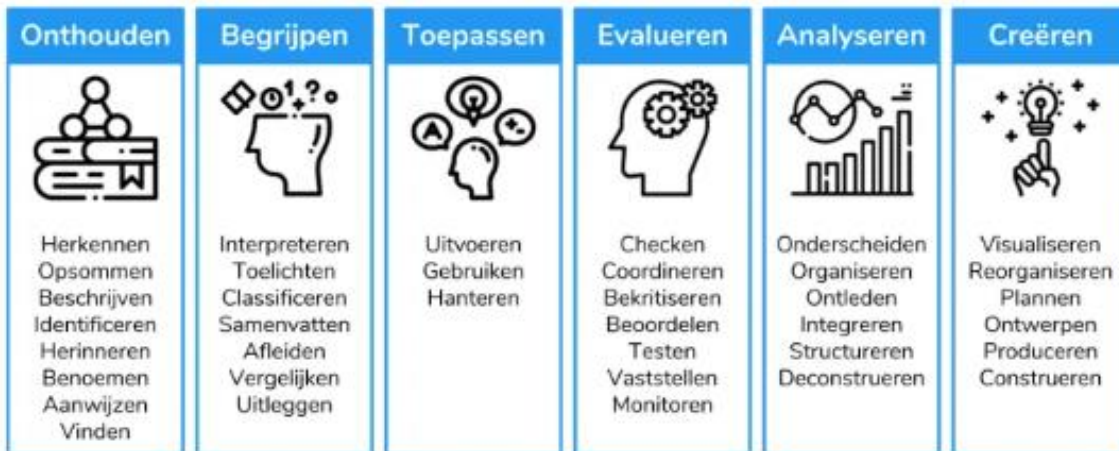 Onthouden
Herkennen
Opsommen
Beschrijven
Identificeren
Herinneren
Benoemen
Aanwijzen
Vinden
Begrijpen
Interpreteren
Toelichten
Classificeren
Samenvatten
Afleiden
Vergelijken
Uitleggen
Toepassen
Uitvoeren
Gebruiken
Hanteren
Evalueren
Checken
Coordineren
Bekritiseren
Beoordelen
Testen
Vaststellen
Monitoren
Analyseren
Onderscheiden
Organiseren
Ontleden
Integreren
Structureren
Deconstrueren
Creëren
Visualiseren
Reorganiseren
Plannen
Ontwerpen
Produceren
Construeren